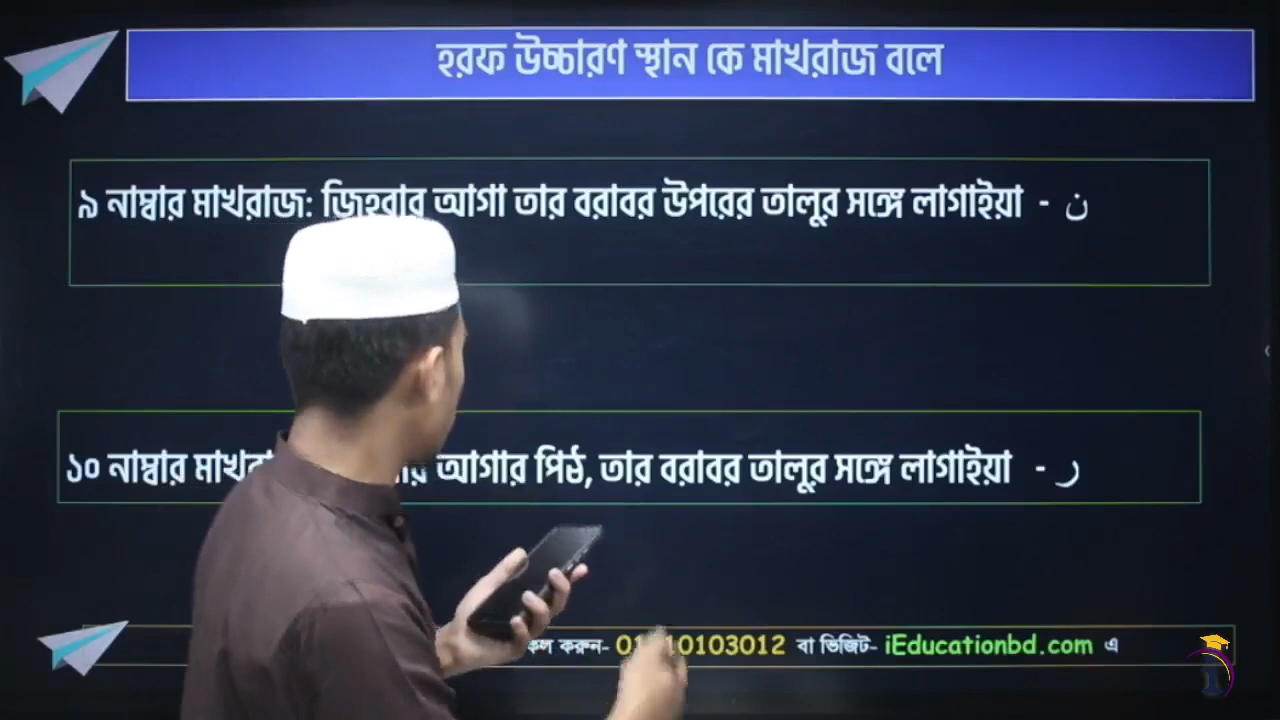 হরফ উচ্চারণ স্থান কে মাখরাজ বলে
৯ নাম্বার মাখরাজ: জিহবার আগা তার বরাবর উপরের তালুর সঙ্গে লাগাইয়া - ن
১০ নাম্বার আগার পিঠ, তার বরাবর তালুর সঙ্গে লাগাইয়া - ر
কল করুন- বা ভিজিট- iEducationbd.com এ